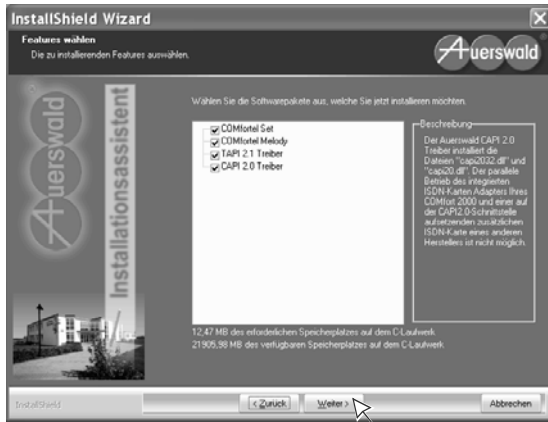 InstallShield Wizard
Features wählen
Die zu installierenden Features auswählen.
Auerswald
Auerswald
Installationsassistent
Wählen Sie die Softwarepakete aus, welche Sie jetzt installieren möchten.
COMfortel Set
COMfortel Melody
TAPI 2.1 Treiber
CAPI 2.0 Treiber
Beschreibung
Der Auerswald CAPI 2.0
Treiber installiert die
Dateien "capi2032.dll" und
"capi20.dll". Der parallele
Betrieb des integrierten
ISDN-Karten Adapters Ihres
COMfort 2000 und einer auf
der CAPI2.0-Schnittstelle
aufsetzenden zusätzlichen
ISDN-Karte eines anderen
Herstellers ist nicht möglich.
12,47 MB des erforderlichen Speicherplatzes auf dem C-Laufwerk
21905,98 MB des verfügbaren Speicherplatzes auf dem C-Laufwerk
InstallShield
< Zurück
Weiter >
Abbrechen